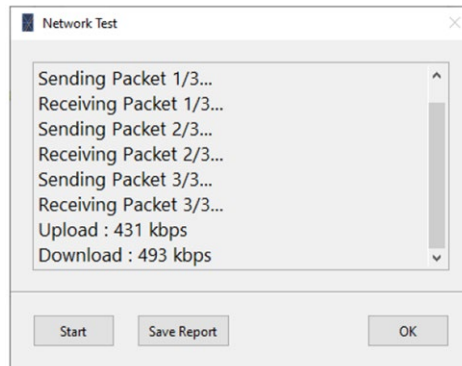 Network Test
Sending Packet 1/3...
Receiving Packet 1/3...
Sending Packet 2/3...
Receiving Packet 2/3...
Sending Packet 3/3...
Receiving Packet 3/3...
Upload : 431 kbps
Download : 493 kbps
Start Save Report OK